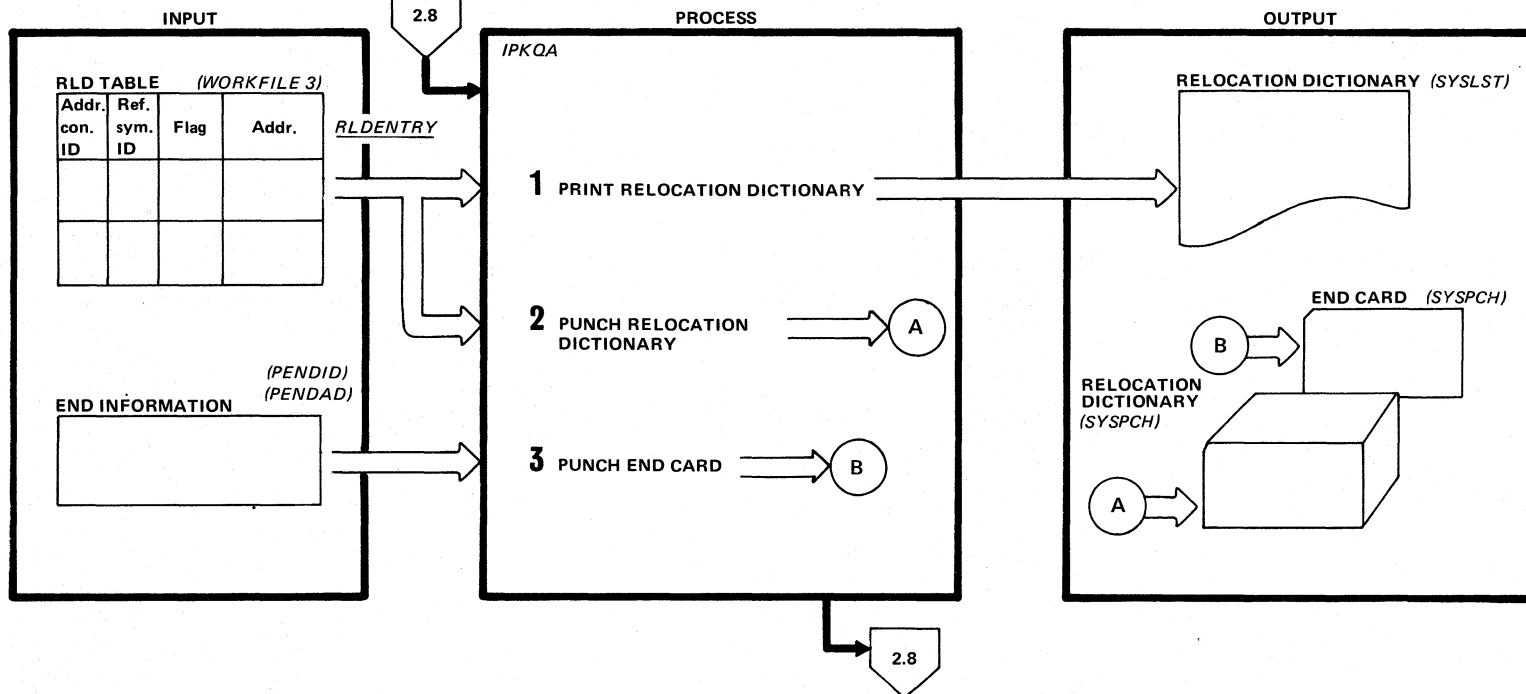 INPUT
2.8
PROCESS
OUTPUT
IPKQA
RLD TABLE (WORKFILE 3)
Addr. con. ID
Ref. sym. ID
Flag
Addr.
RLDENTRY
RELOCATION DICTIONARY (SYSLST)
1 PRINT RELOCATION DICTIONARY
2 PUNCH RELOCATION
DICTIONARY
A
END CARD (SYSPCH)
B
RELOCATION
DICTIONARY
(SYSPCH)
(PENDID)
(PENDAD)
END INFORMATION
3 PUNCH END CARD
B
A
2.8